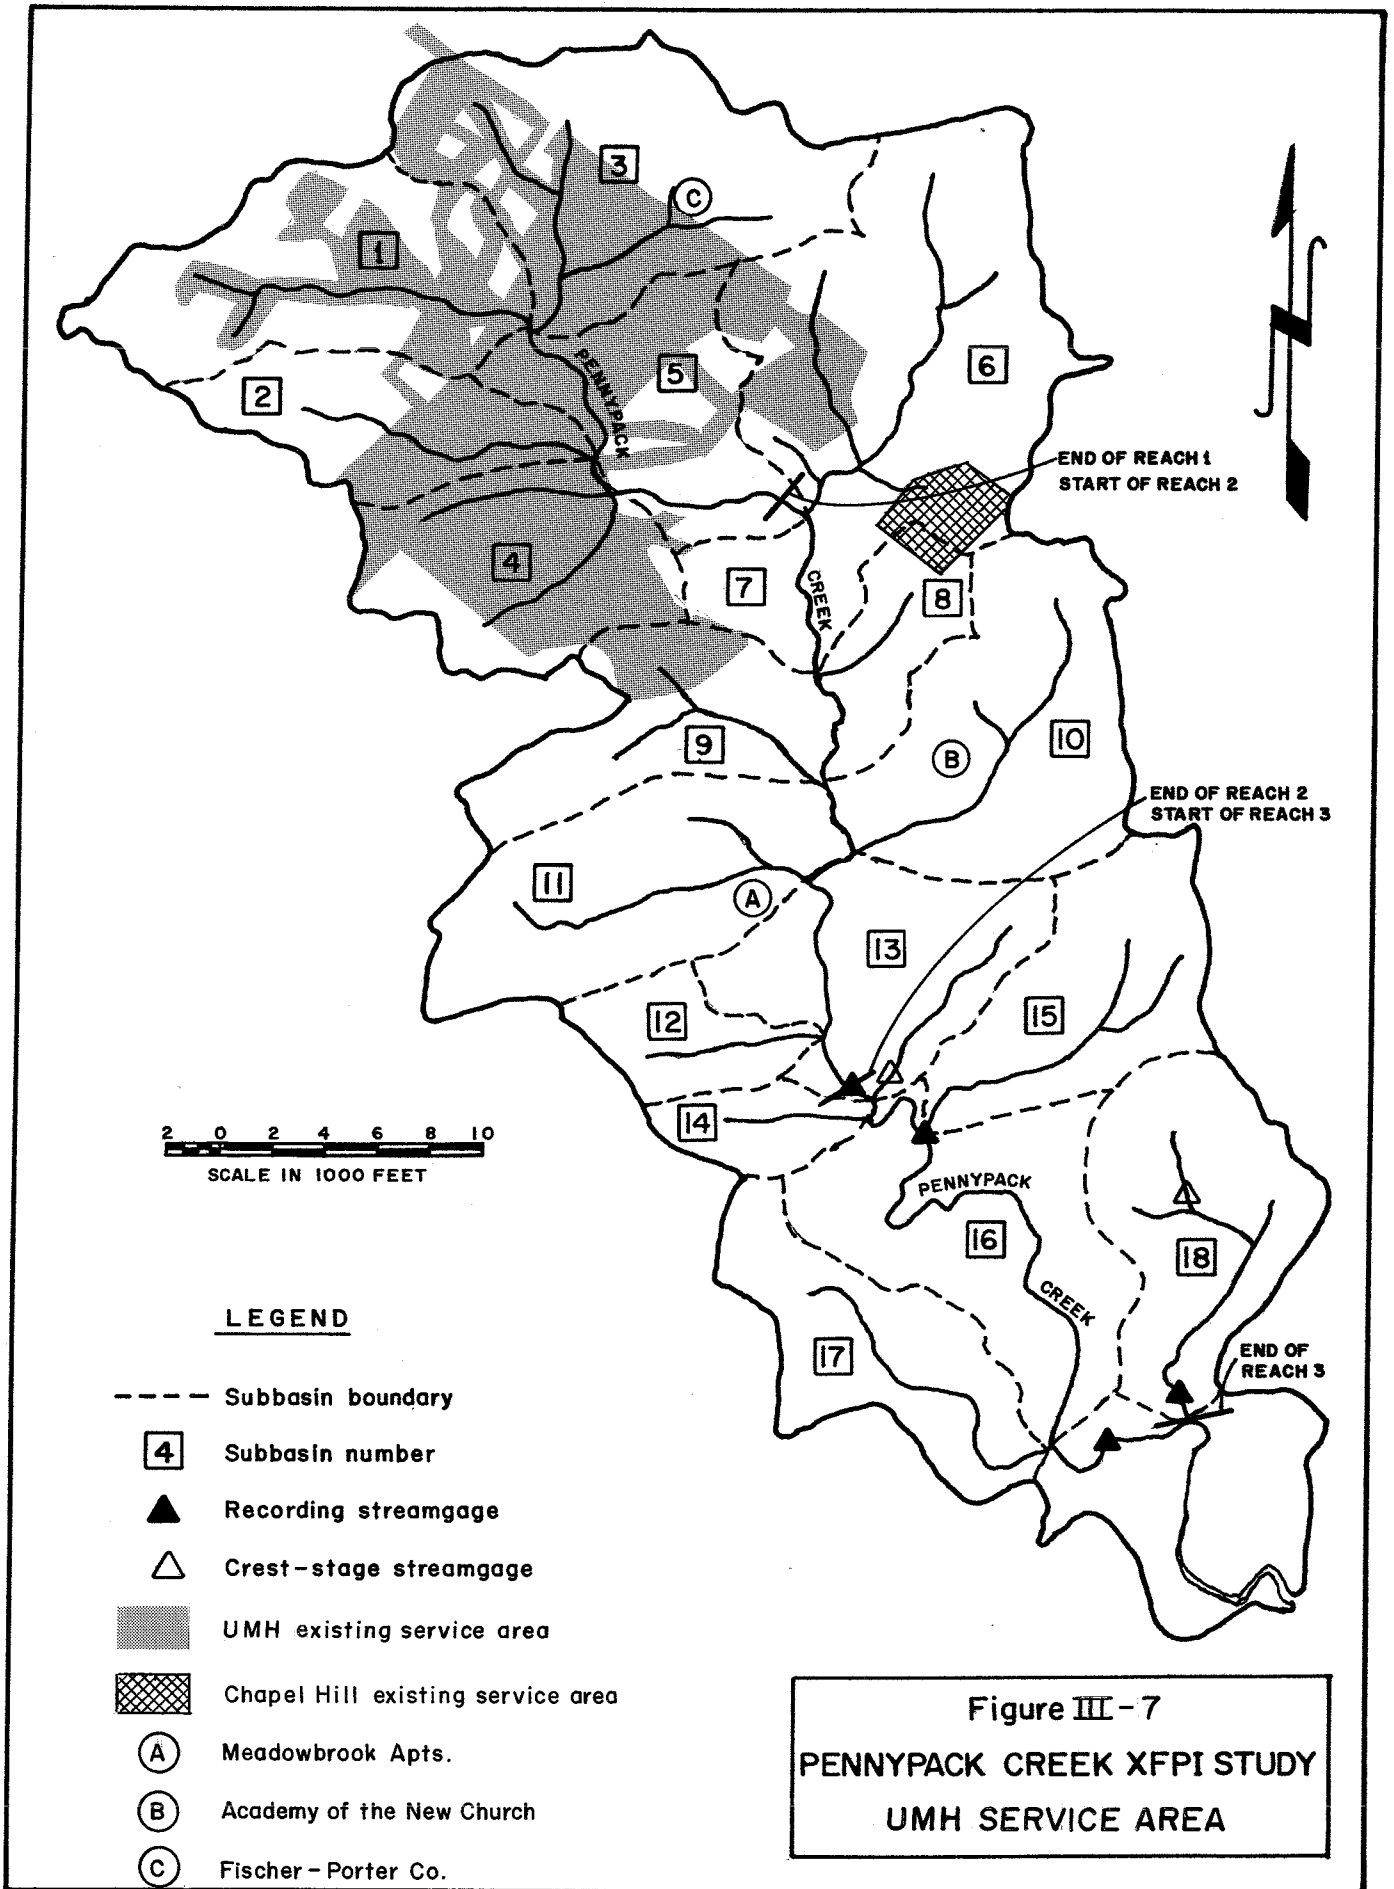 3
C
1
6
5
2
PENNYPACK
END OF REACH 1
START OF REACH 2
4
7
8
CREEK
9
10
B
END OF REACH 2
START OF REACH 3
11
A
13
12
15
14
2 0 2 4 6 8 10
SCALE IN 1000 FEET
PENNYPACK
16
18
CREEK
17
END OF
REACH 3
LEGEND
Subbasin boundary
4 Subbasin number
Recording streamgage
Crest-stage streamgage
UMH existing service area
Chapel Hill existing service area
A Meadowbrook Apts.
B Academy of the New Church
C Fischer-Porter Co.
Figure III-7
PENNYPACK CREEK XFPI STUDY
UMH SERVICE AREA